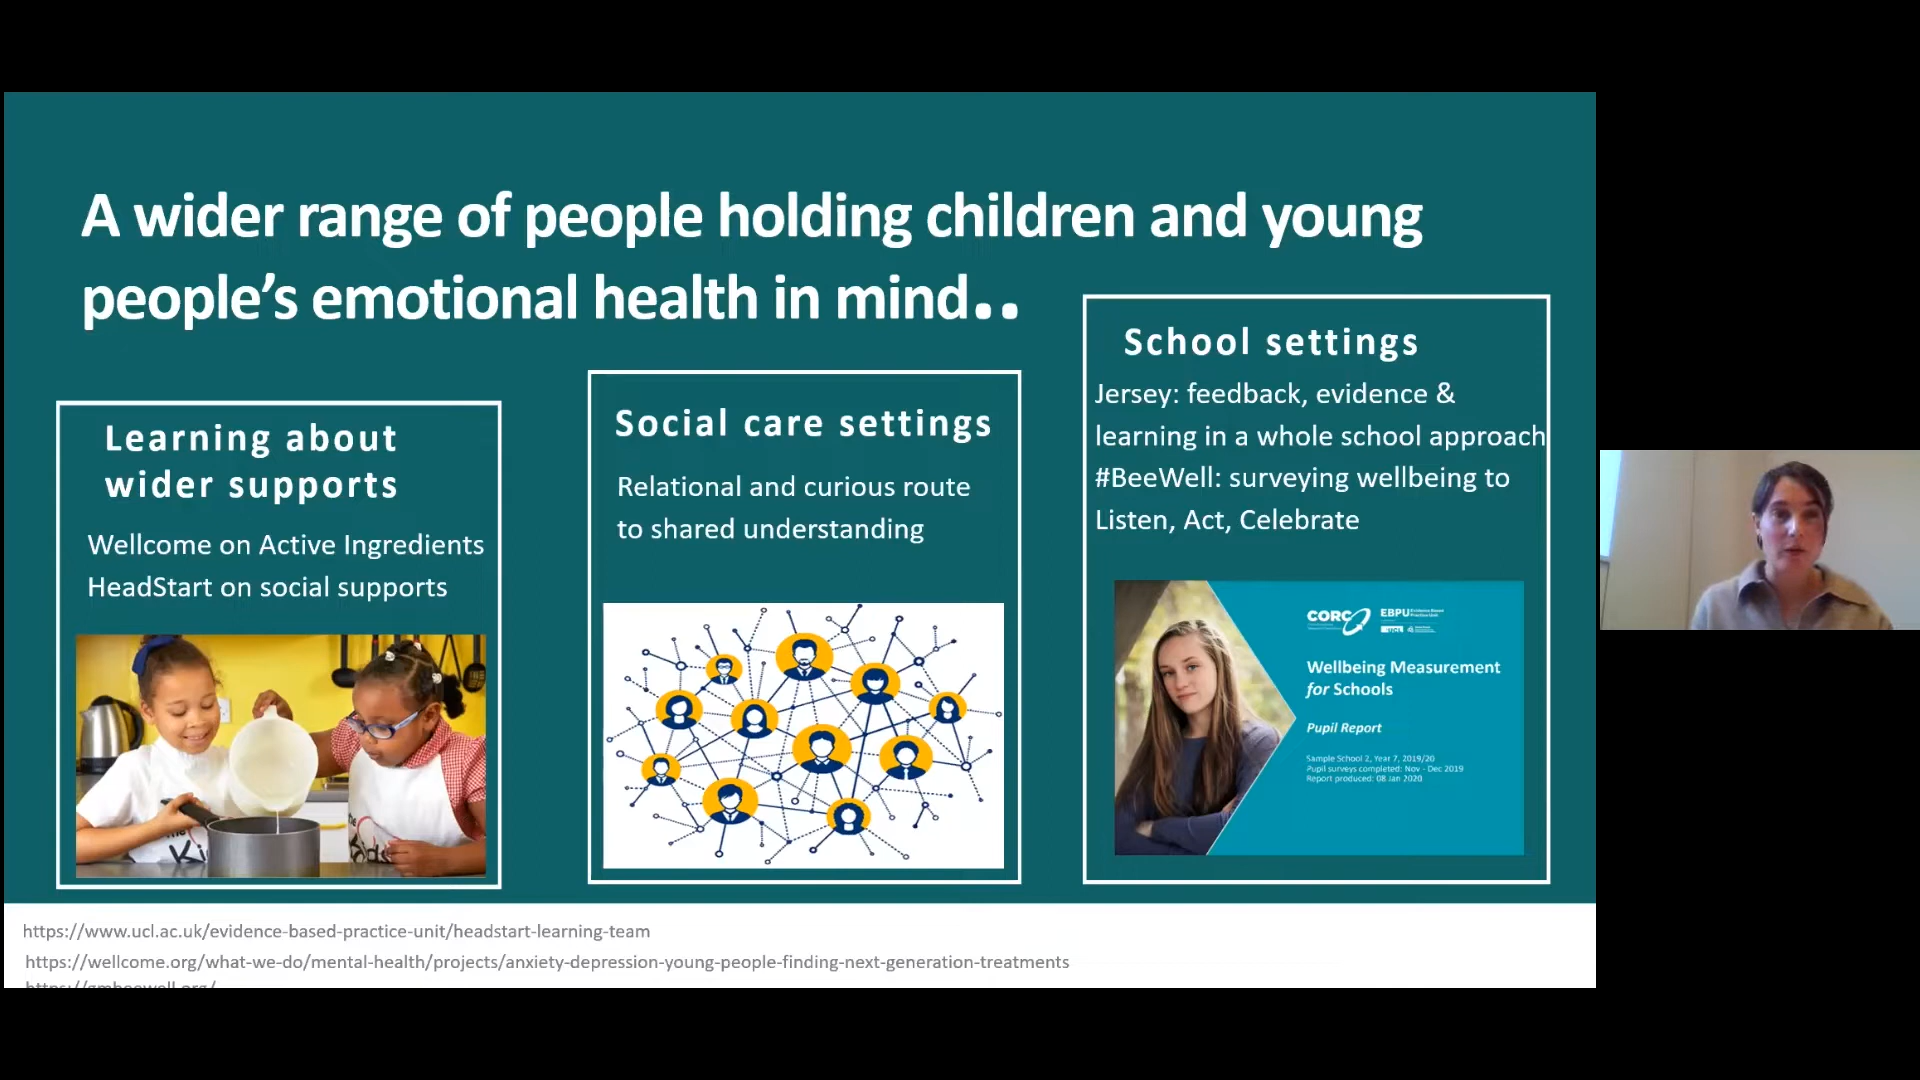 A wider range of people holding children and young
people’s emotional health in mind..
Learning about
wider supports
Wellcome on Active Ingredients
HeadStart on social supports
Social care settings
Relational and curious route
to shared understanding
School settings
Jersey: feedback, evidence &
learning in a whole school approach
#BeeWell: surveying wellbeing to
Listen, Act, Celebrate
CORC
EBPU Evidence Based
Practice Unit
UCL
Wellbeing Measurement
for Schools
Pupil Report
Sample School 2, Year 7, 2019/20
Pupil surveys completed: Nov - Dec 2019
Report produced: 08 Jan 2020
https://www.ucl.ac.uk/evidence-based-practice-unit/headstart-learning-team
https://wellcome.org/what-we-do/mental-health/projects/anxiety-depression-young-people-finding-next-generation-treatments
https://gmbeewell.org/